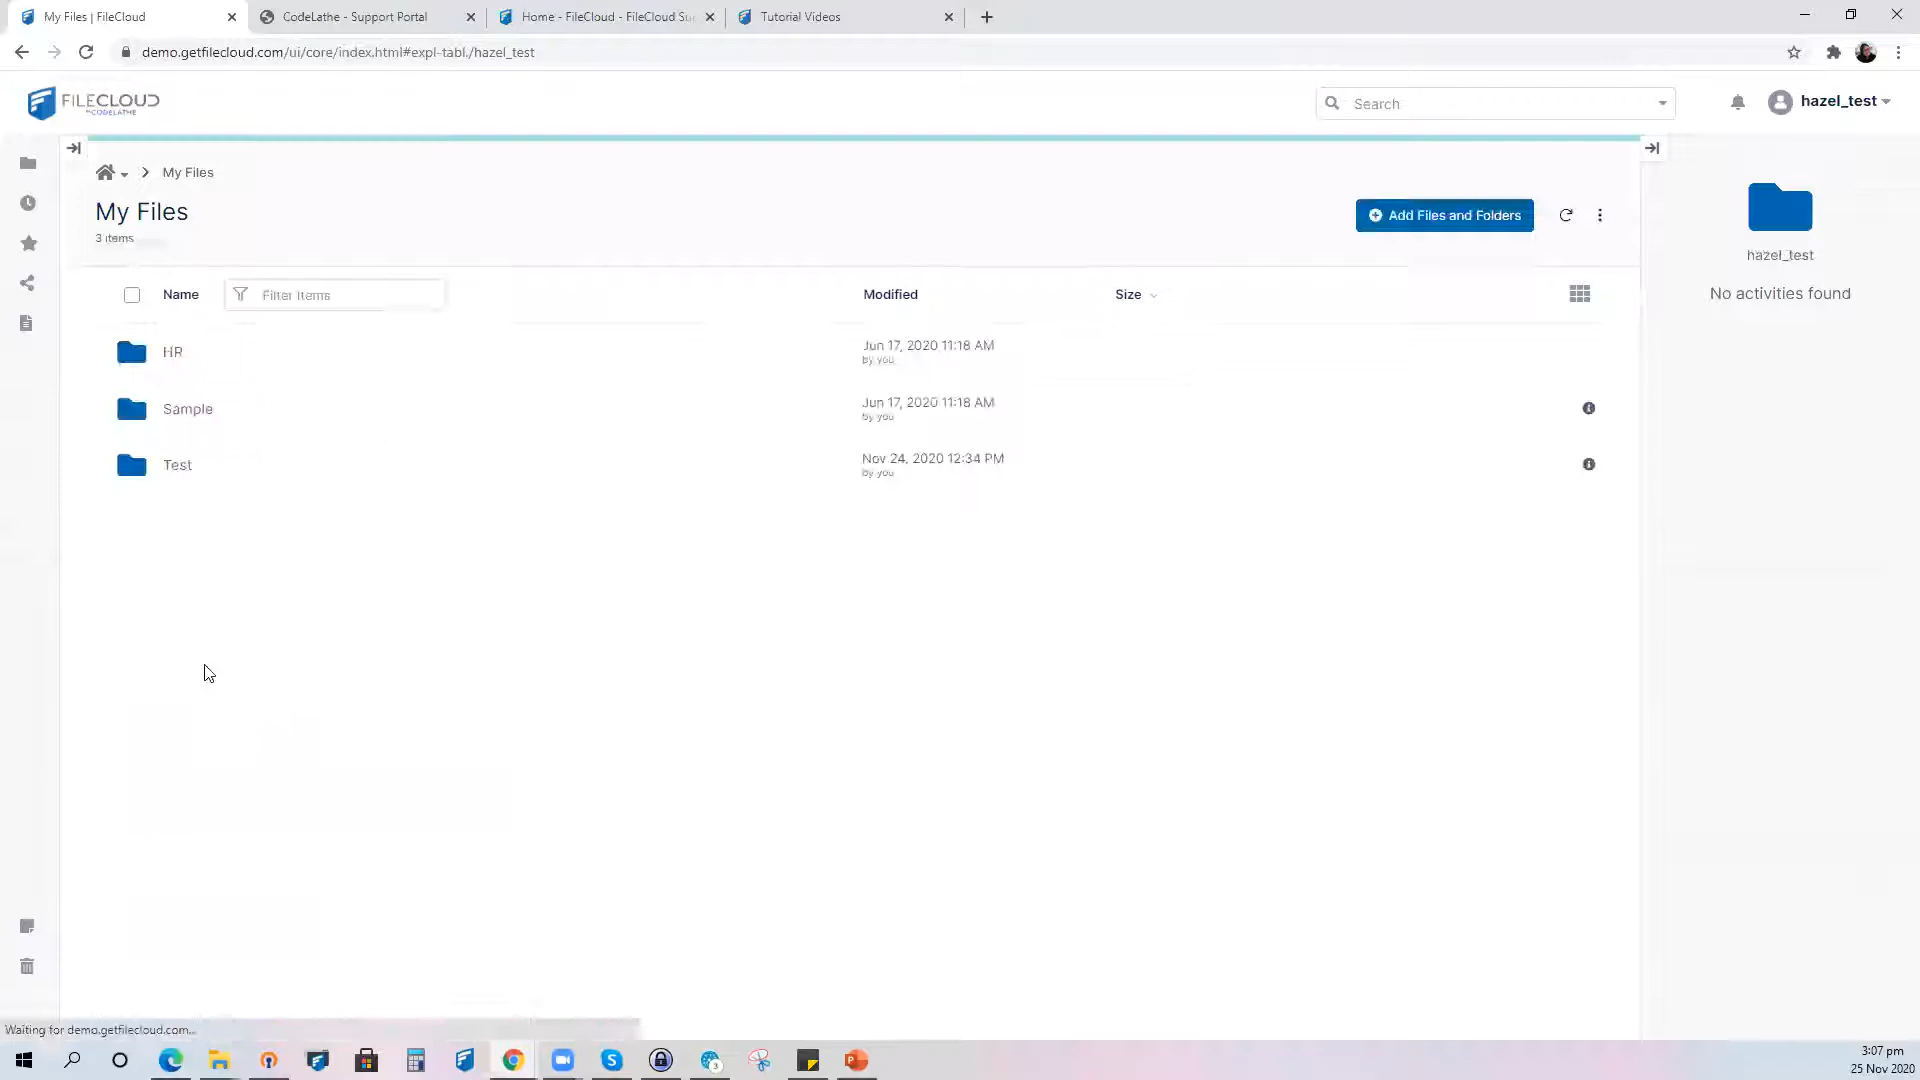 My Files | FileCloud
CodeLathe - Support Portal
Home - FileCloud - FileCloud Su
Tutorial Videos
demo.getfilecloud.com/ui/core/index.html#expl-tabl./hazel_test
FILECLOUD
BY CODELATHE
Search
hazel_test
My Files
My Files
3 items
Add Files and Folders
hazel_test
No activities found
Name
Filter Items
Modified
Size
HR
Jun 17, 2020 11:18 AM
by you
Sample
Jun 17, 2020 11:18 AM
by you
Test
Nov 24, 2020 12:34 PM
by you
Waiting for demo.getfilecloud.com...
3
3:07 pm
25 Nov 2020